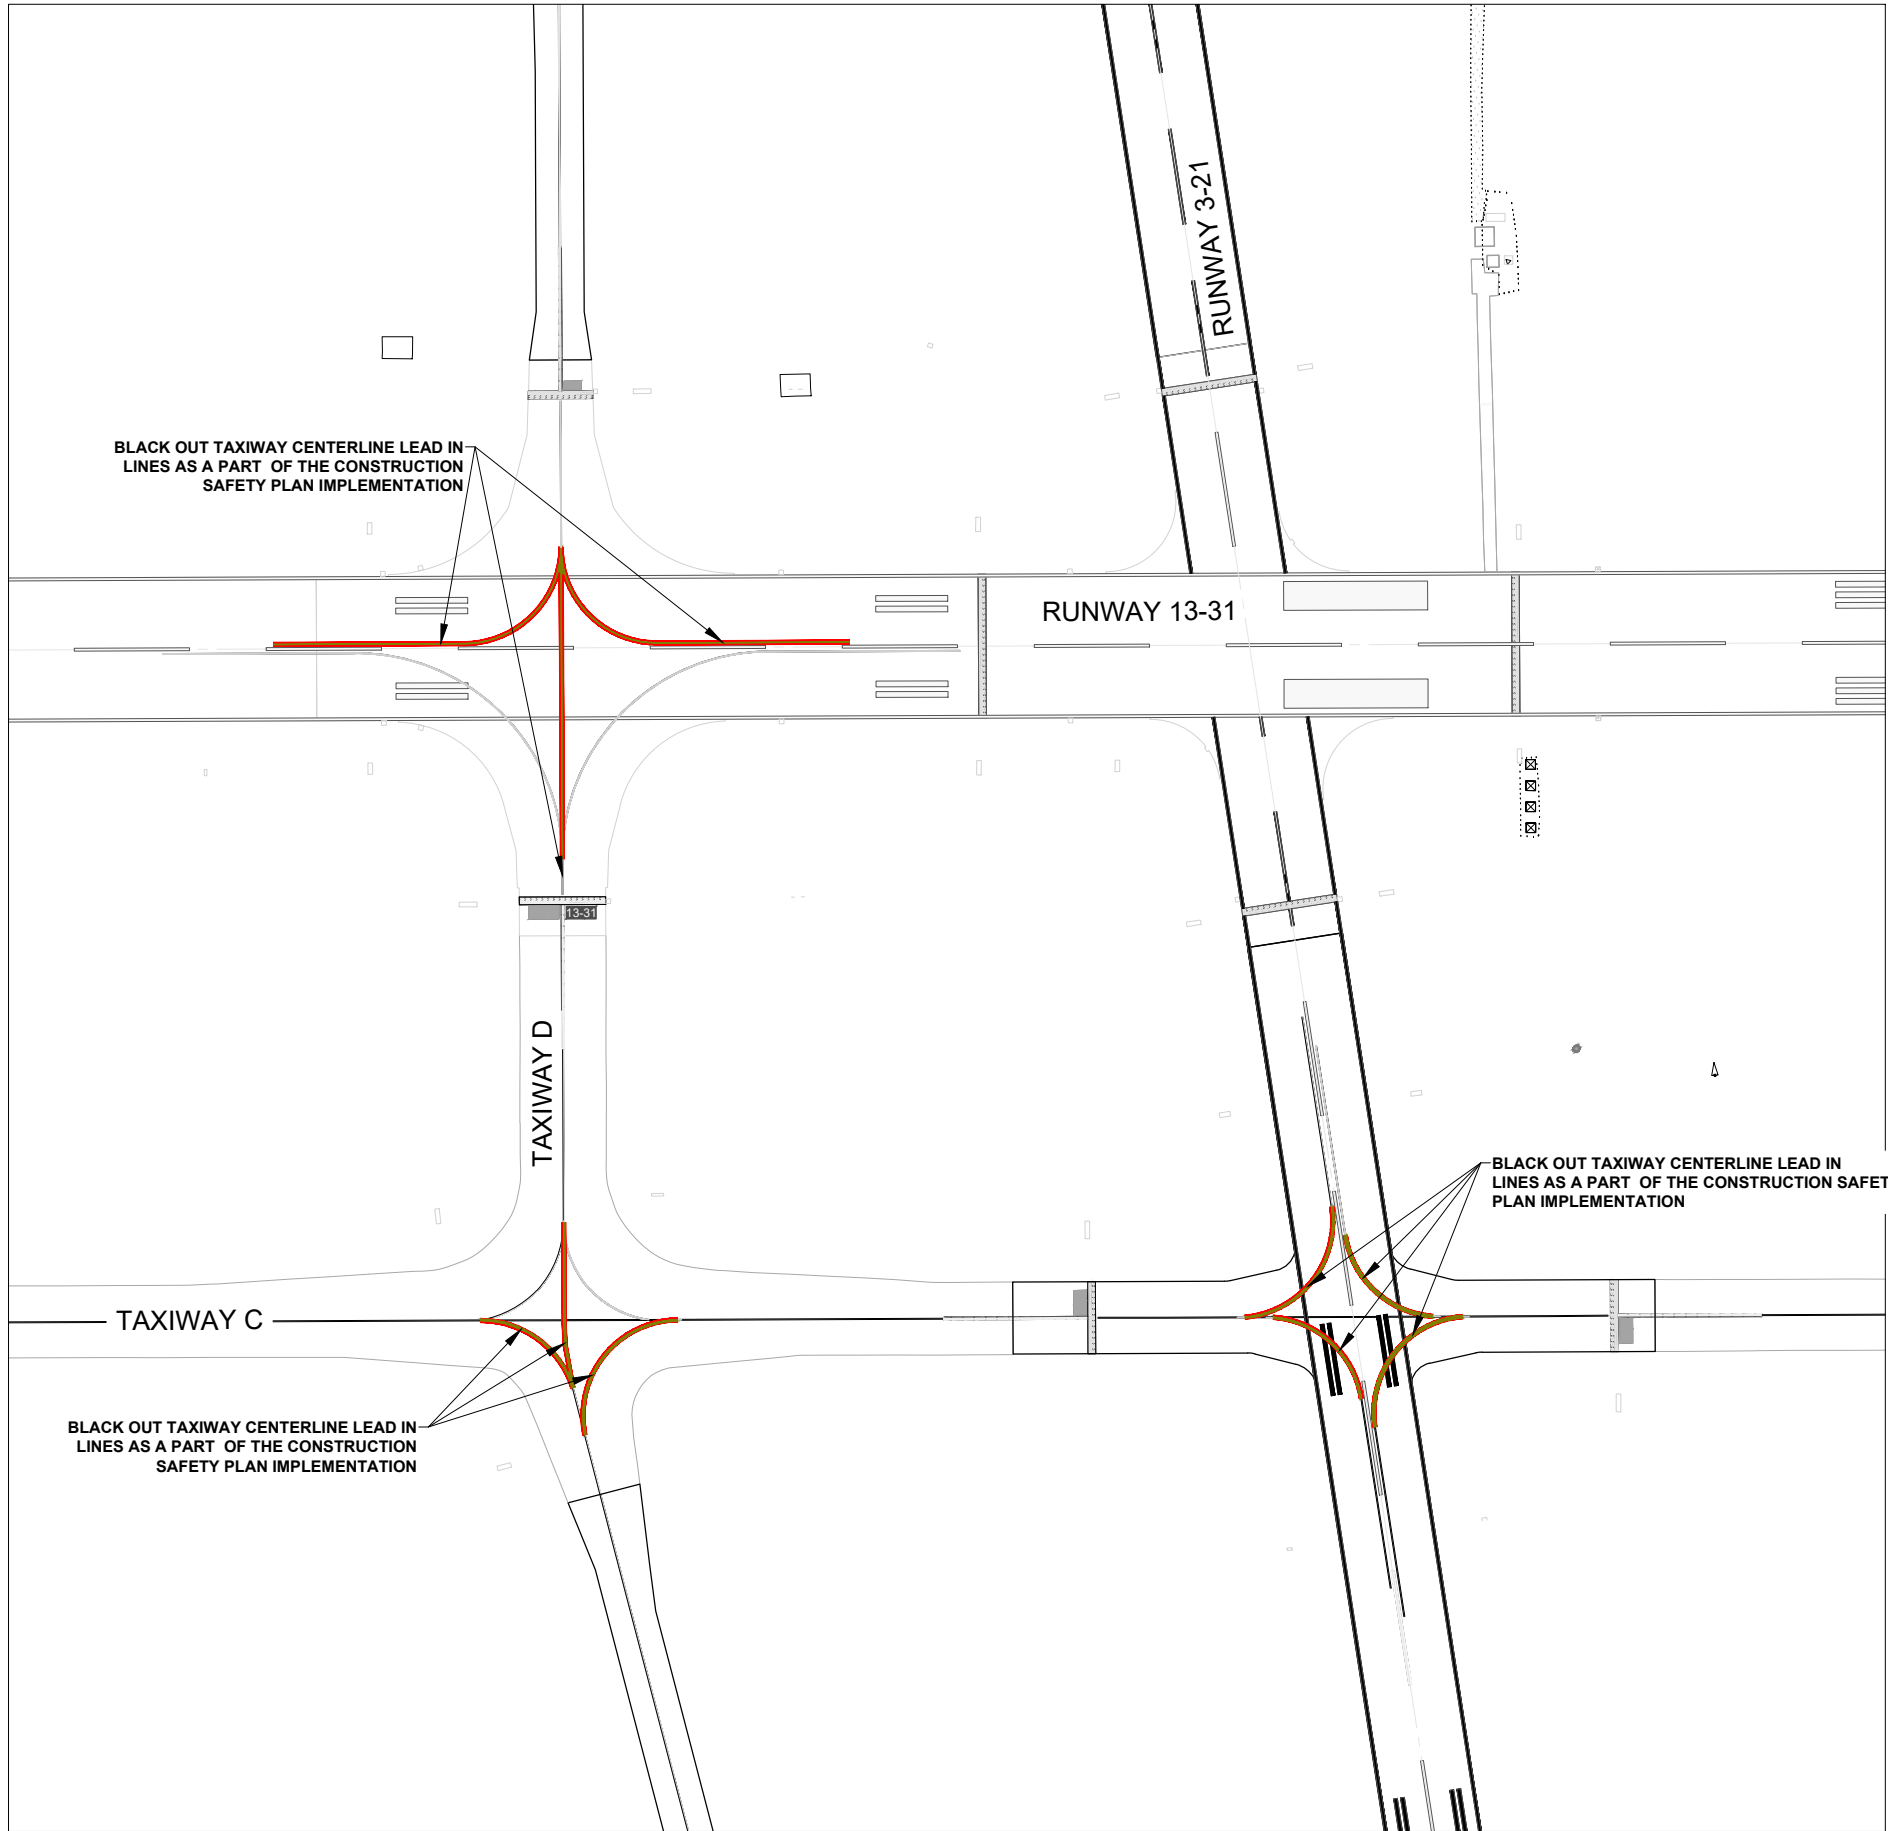 RUNWAY 3-21
BLACK OUT TAXIWAY CENTERLINE LEAD IN
LINES AS A PART OF THE CONSTRUCTION
SAFETY PLAN IMPLEMENTATION
RUNWAY 13-31
13-31
TAXIWAY D
BLACK OUT TAXIWAY CENTERLINE LEAD IN
LINES AS A PART OF THE CONSTRUCTION SAFET
PLAN IMPLEMENTATION
TAXIWAY C
BLACK OUT TAXIWAY CENTERLINE LEAD IN
LINES AS A PART OF THE CONSTRUCTION
SAFETY PLAN IMPLEMENTATION